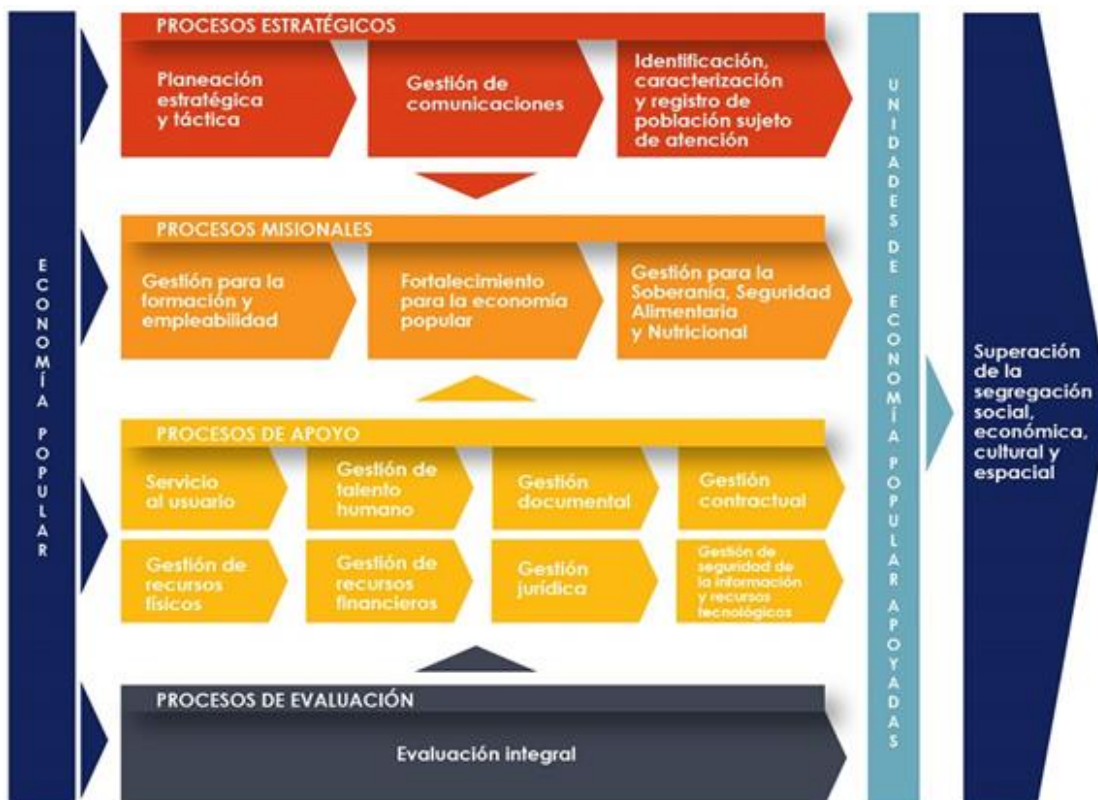 ECONOMÍA POPULAR
PROCESOS ESTRATÉGICOS
Planeación
estratégica
y táctica
Gestión de
comunicaciones
Identificación,
caracterización
y registro de
población sujeto
de atención
PROCESOS MISIONALES
Gestión para la
formación y
empleabilidad
Fortalecimiento
para la economía
popular
Gestión para la
Soberanía, Seguridad
Alimentaria
y Nutricional
PROCESOS DE APOYO
Servicio
al usuario
Gestión de
talento
humano
Gestión
documental
Gestión
contractual
Gestión de
recursos
físicos
Gestión de
recursos
financieros
Gestión
jurídica
Gestión de
seguridad de
la información
y recursos
tecnológicos
PROCESOS DE EVALUACIÓN
Evaluación integral
UNIDADES DE ECONOMÍA POPULAR APOYADAS
Superación
de la
segregación
social,
económica,
cultural y
espacial